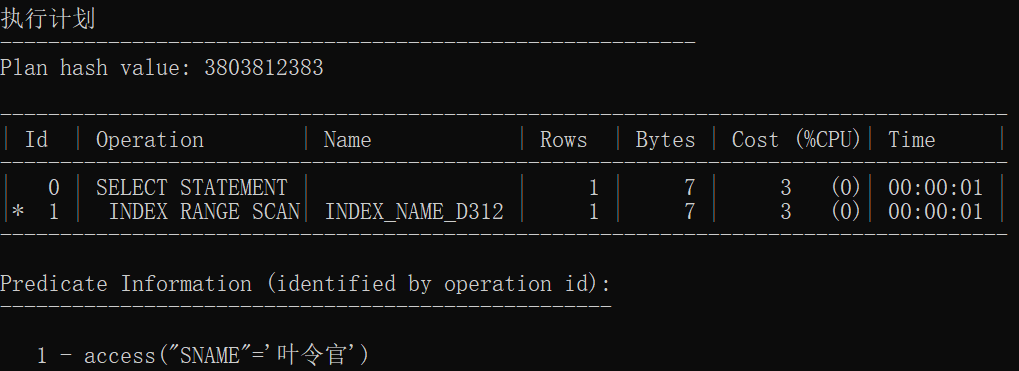 执行计划
----------------------------------------------------------
Plan hash value: 3803812383

------------------------------------------------------------------------------------
| Id  | Operation        | Name            | Rows  | Bytes | Cost (%CPU)| Time     |
------------------------------------------------------------------------------------
|   0 | SELECT STATEMENT |                 |     1 |     7 |     3   (0)| 00:00:01 |
|*  1 |  INDEX RANGE SCAN| INDEX_NAME_D312 |     1 |     7 |     3   (0)| 00:00:01 |
------------------------------------------------------------------------------------

Predicate Information (identified by operation id):
---------------------------------------------------

   1 - access("SNAME"='叶令官')